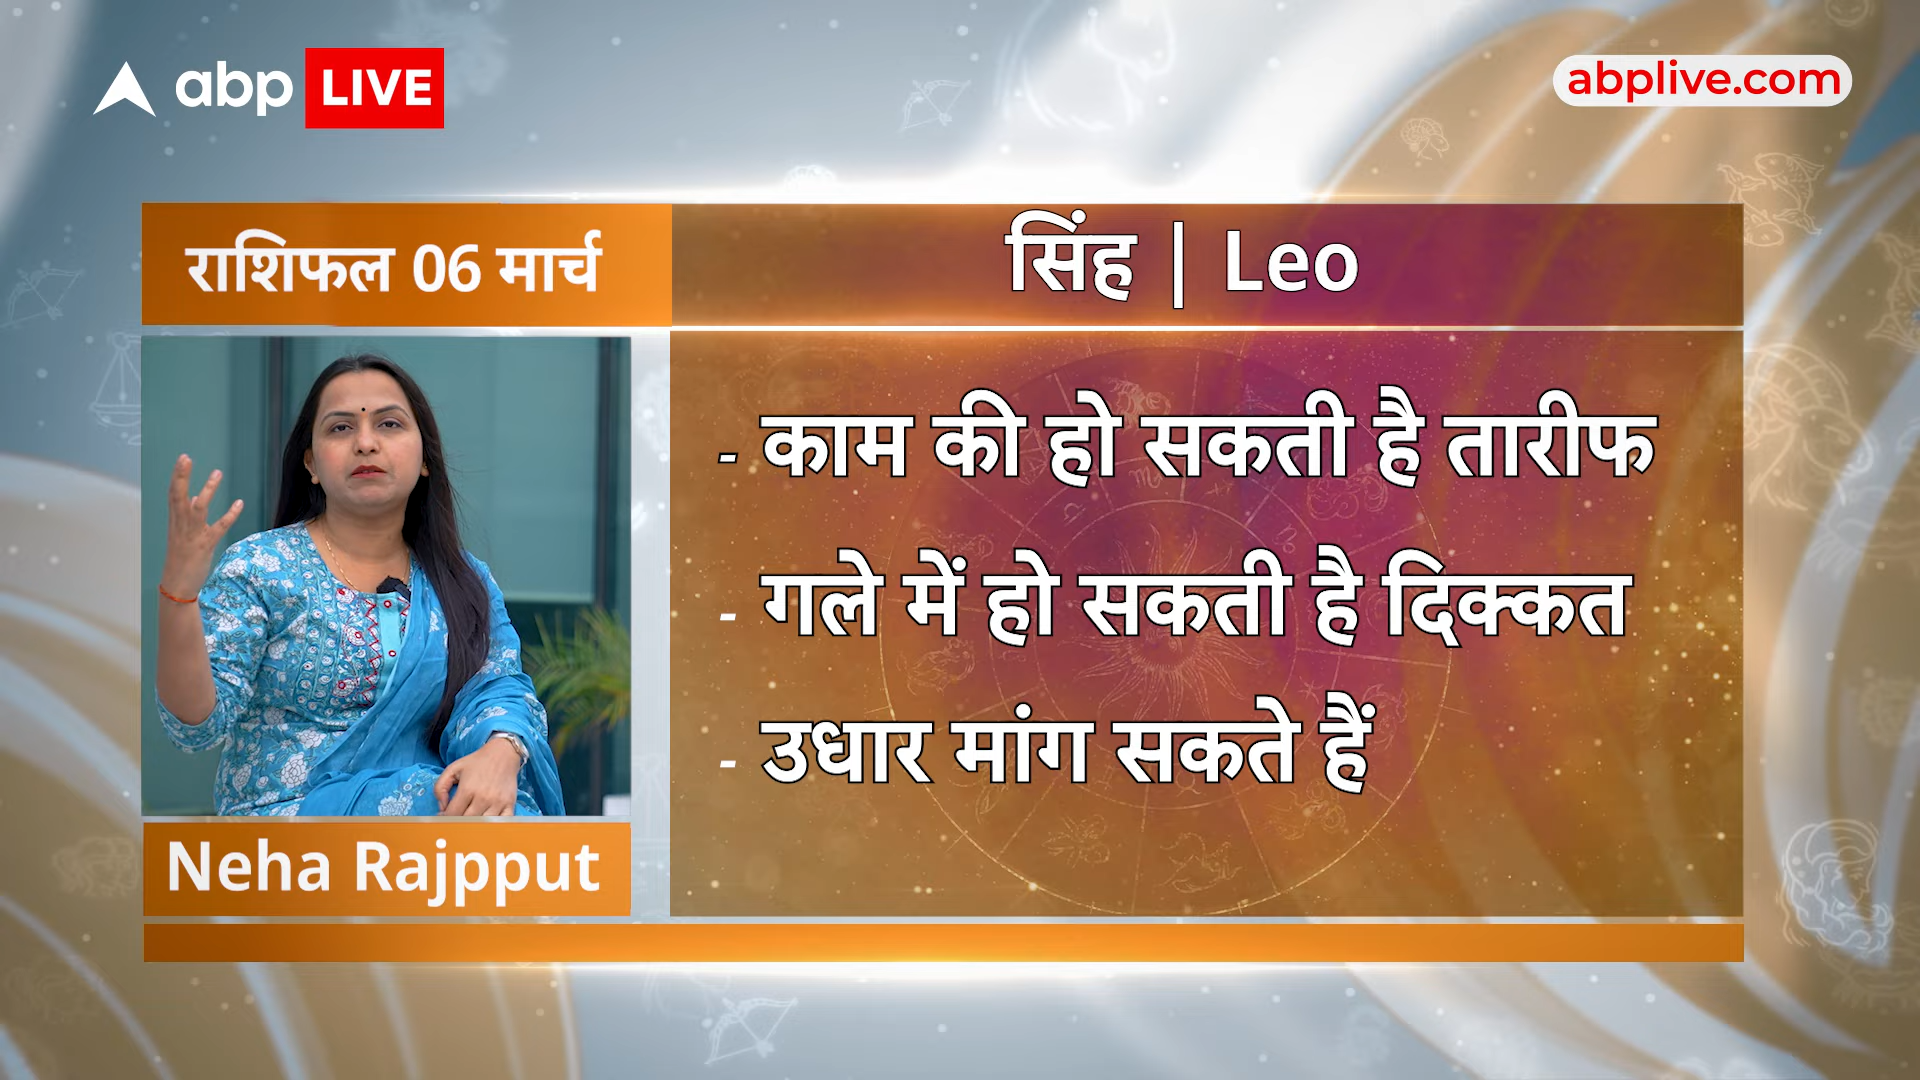 abp LIVE
abplive.com
राशिफल 06 मार्च
सिंह | Leo
- काम की हो सकती है तारीफ
- गले में हो सकती है दिक्कत
- उधार मांग सकते हैं
Neha Rajpput